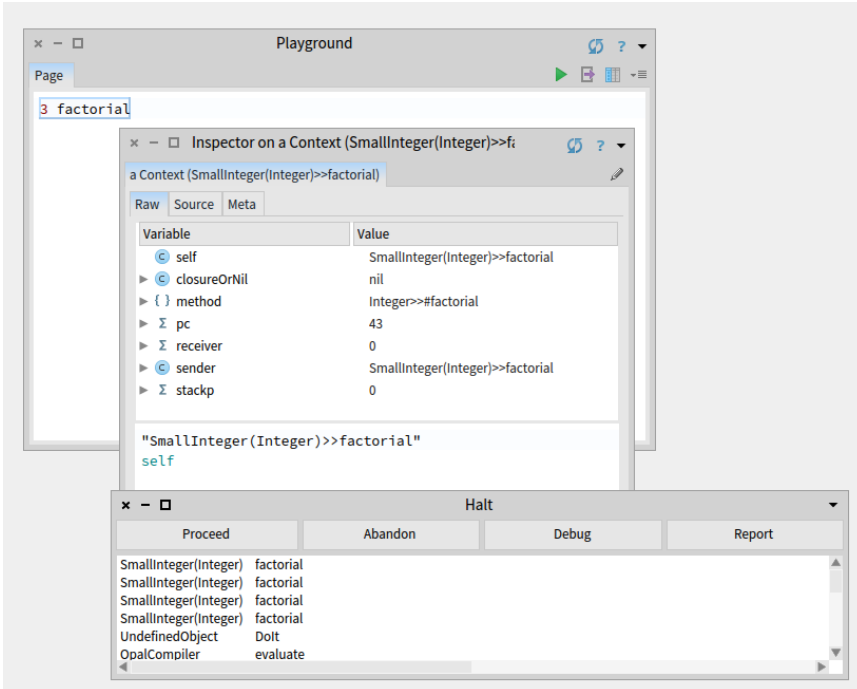 Playground
?
Page
3 factorial
Inspector on a Context (SmallInteger(Integer)>>fa
?
a Context (SmallInteger(Integer)>>factorial)
Raw Source Meta
Variable Value
C self SmallInteger(Integer)>>factorial
C closureOrNil nil
{ } method Integer>>#factorial
Σ pc 43
Σ receiver 0
C sender SmallInteger(Integer)>>factorial
Σ stackp 0
"SmallInteger(Integer)>>factorial"
self
Halt
Proceed Abandon Debug Report
SmallInteger(Integer) factorial
SmallInteger(Integer) factorial
SmallInteger(Integer) factorial
SmallInteger(Integer) factorial
UndefinedObject DoIt
OpalCompiler evaluate